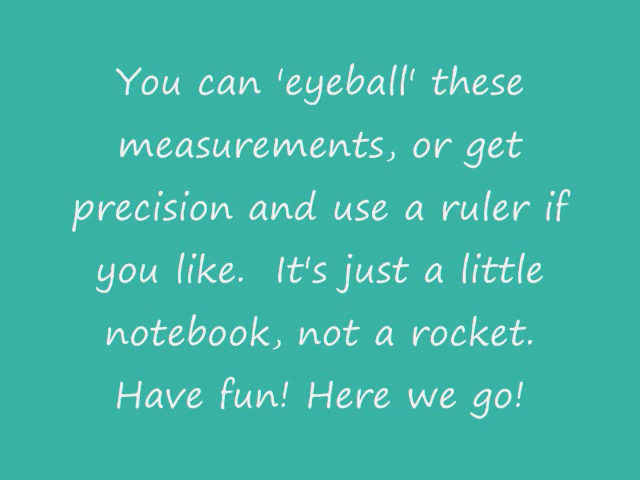 You can 'eyeball' these
measurements, or get
precision and use a ruler if
you like.  It's just a little
notebook, not a rocket.
Have fun! Here we go!